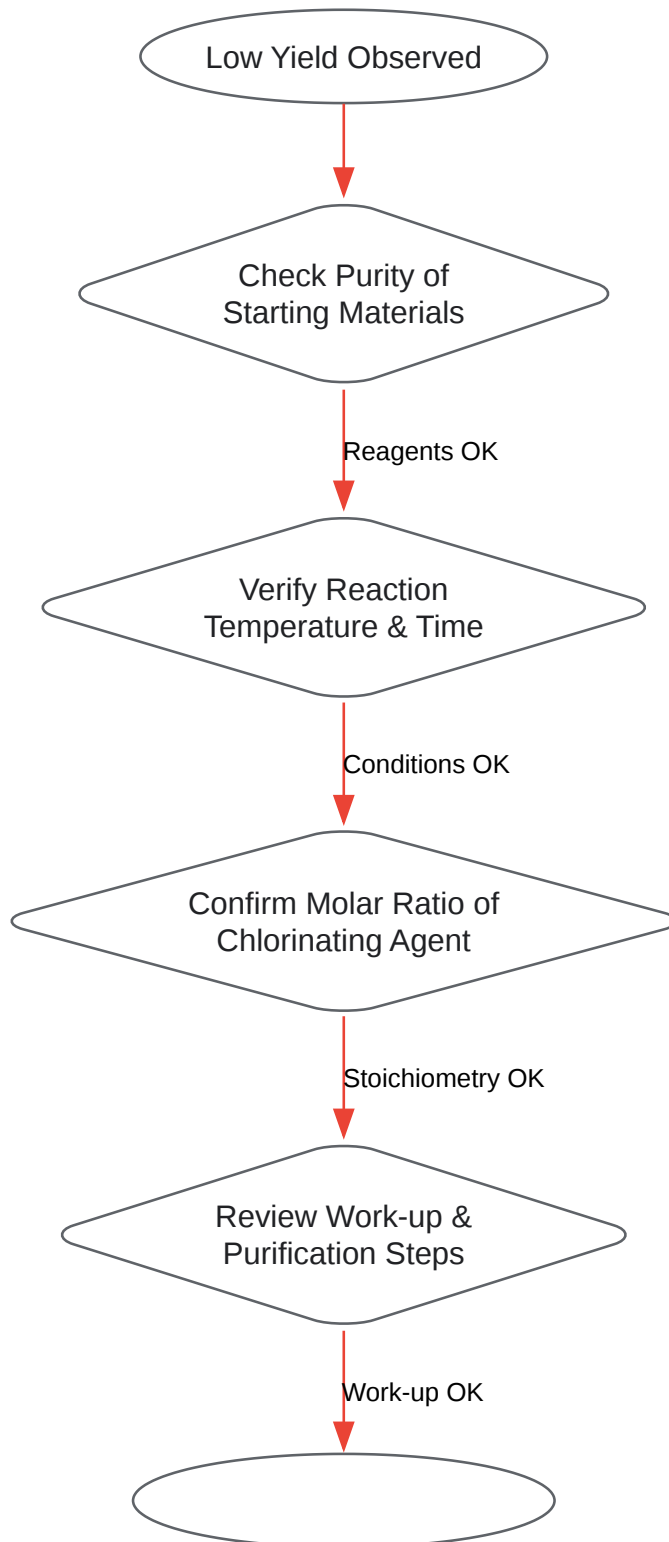 Low Yield Observed
Check Purity of
Starting Materials
Reagents OK
Verify Reaction
Temperature & Time
Conditions OK
Confirm Molar Ratio of
Chlorinating Agent
Stoichiometry OK
Review Work-up &
Purification Steps
Work-up OK